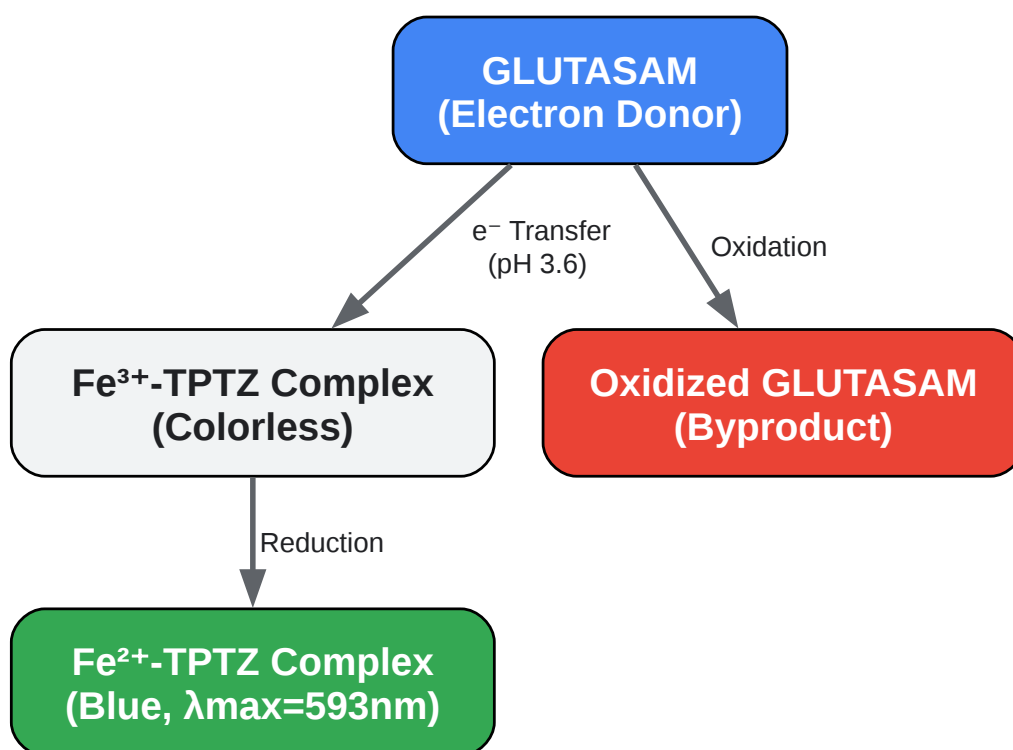 GLUTASAM
(Electron Donor)
e⁻ Transfer
(pH 3.6)
Oxidation
Fe³⁺-TPTZ Complex
(Colorless)
Oxidized GLUTASAM
(Byproduct)
Reduction
Fe²⁺-TPTZ Complex
(Blue, λmax=593nm)